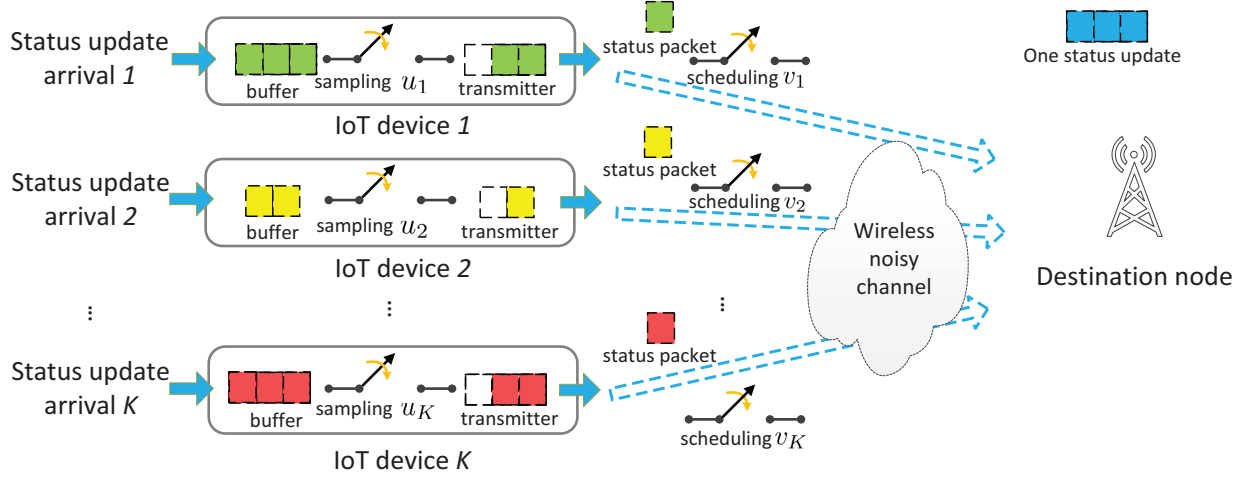 Status update
arrival 1
buffer
sampling u₁
transmitter
IoT device 1
status packet
scheduling v₁
One status update
Status update
arrival 2
buffer
sampling u₂
transmitter
IoT device 2
status packet
scheduling v₂
Wireless
noisy
channel
Destination node
...
...
...
Status update
arrival K
buffer
sampling u_K
transmitter
IoT device K
status packet
scheduling v_K